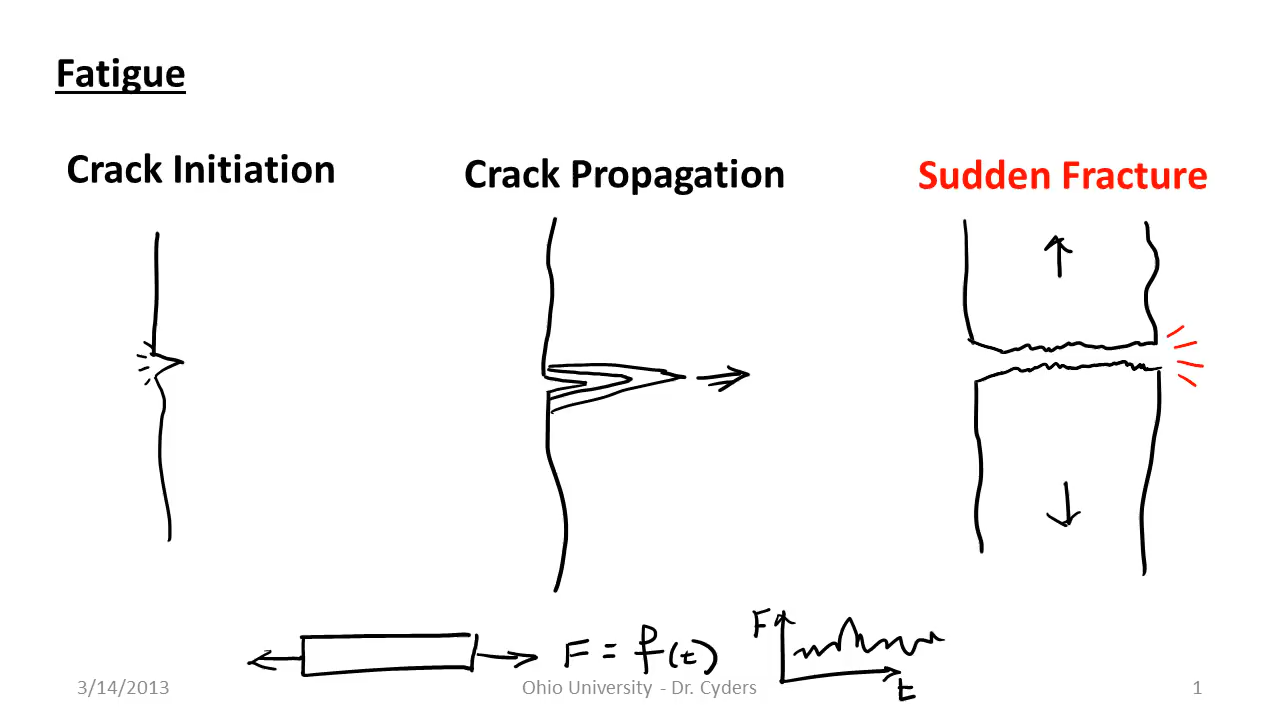 Fatigue
Crack Initiation
Crack Propagation
Sudden Fracture
F = f(t)
F
t
3/14/2013
Ohio University - Dr. Cyders
1